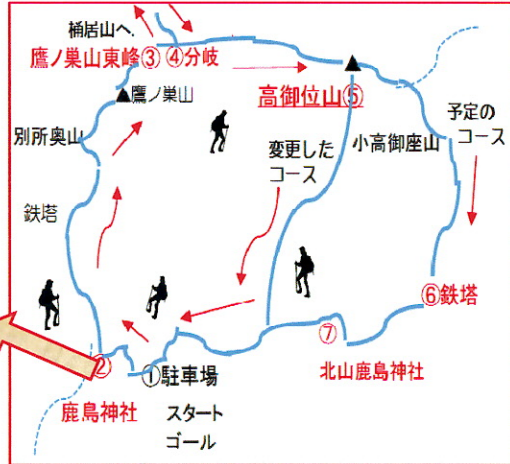 桶居山へ.
鷹ノ巣山東峰③ ④分岐
▲鷹ノ巣山
高御位山⑤
別所奥山
変更した
コース
小高御座山
予定の
コース
鉄塔
⑥鉄塔
⑦
北山鹿島神社
②
鹿島神社
①駐車場
スタート
ゴール